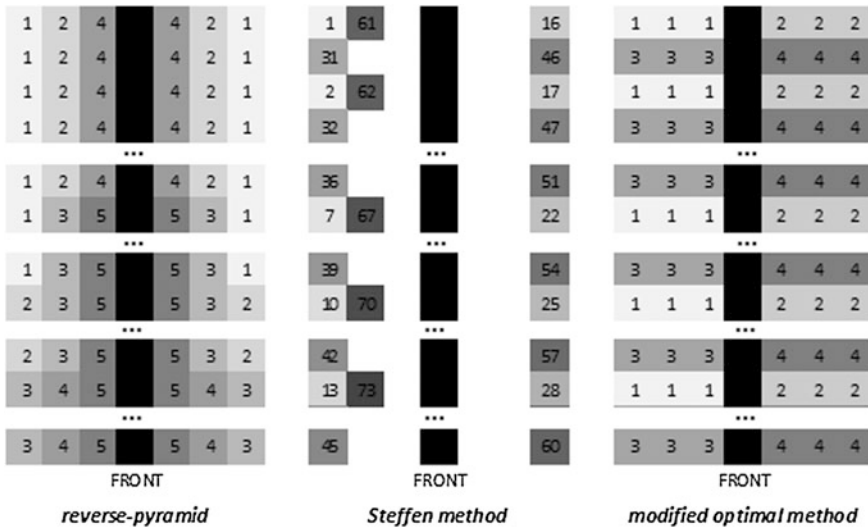 1 2 4 4 2 1 1 61 16 1 1 1 2 2 2
1 2 4 4 2 1 31 46 3 3 3 4 4 4
1 2 4 4 2 1 2 62 17 1 1 1 2 2 2
1 2 4 4 2 1 32 47 3 3 3 4 4 4
... ... ...
1 2 4 4 2 1 36 51 3 3 3 4 4 4
1 3 5 5 3 1 7 67 22 1 1 1 2 2 2
... ... ...
1 3 5 5 3 1 39 54 3 3 3 4 4 4
2 3 5 5 3 2 10 70 25 1 1 1 2 2 2
... ... ...
2 3 5 5 3 2 42 57 3 3 3 4 4 4
3 4 5 5 4 3 13 73 28 1 1 1 2 2 2
... ... ...
3 4 5 5 4 3 45 60 3 3 3 4 4 4
FRONT FRONT FRONT
reverse-pyramid Steffen method modified optimal method